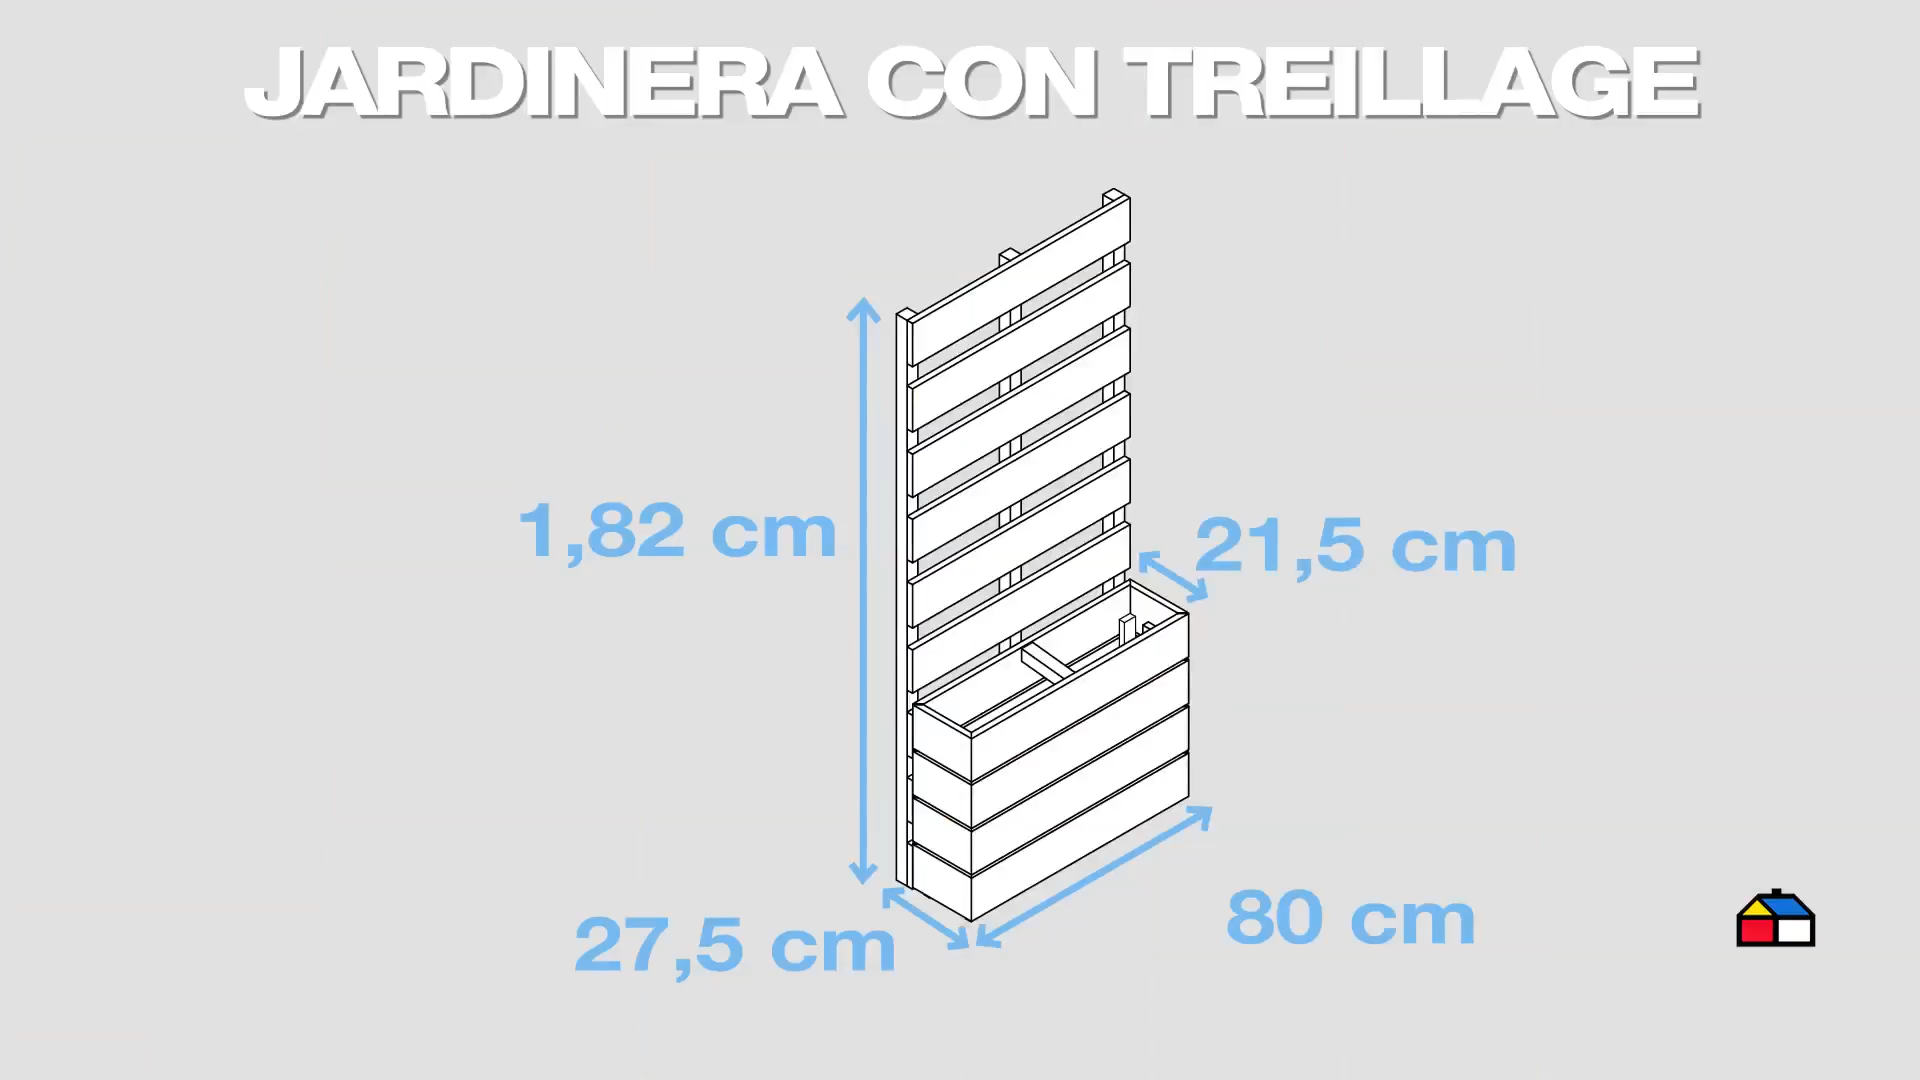 JARDINERA CON TREILLAGE
1,82 cm
21,5 cm
80 cm
27,5 cm